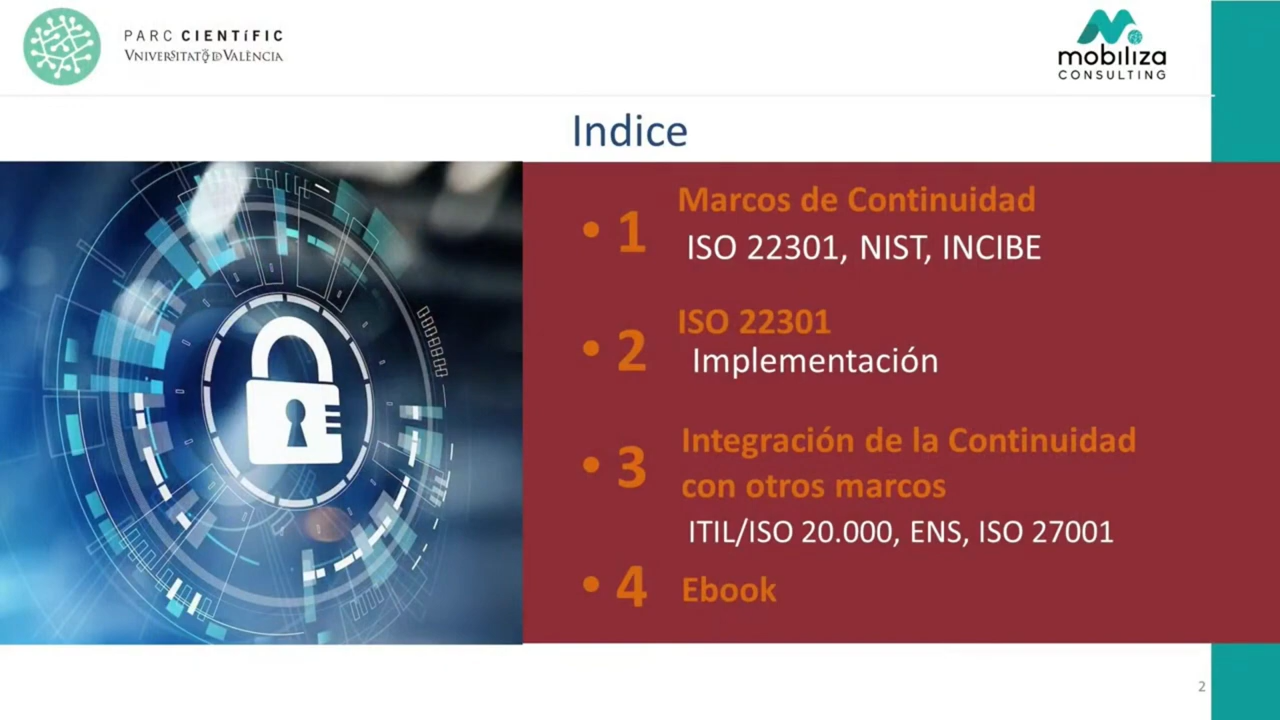 PARC CIENTÍFIC
VNIVERSITAT DE VALÈNCIA
mobiliza
CONSULTING
Indice
• 1 Marcos de Continuidad
ISO 22301, NIST, INCIBE
• 2 ISO 22301
Implementación
• 3 Integración de la Continuidad
con otros marcos
ITIL/ISO 20.000, ENS, ISO 27001
• 4 Ebook
2